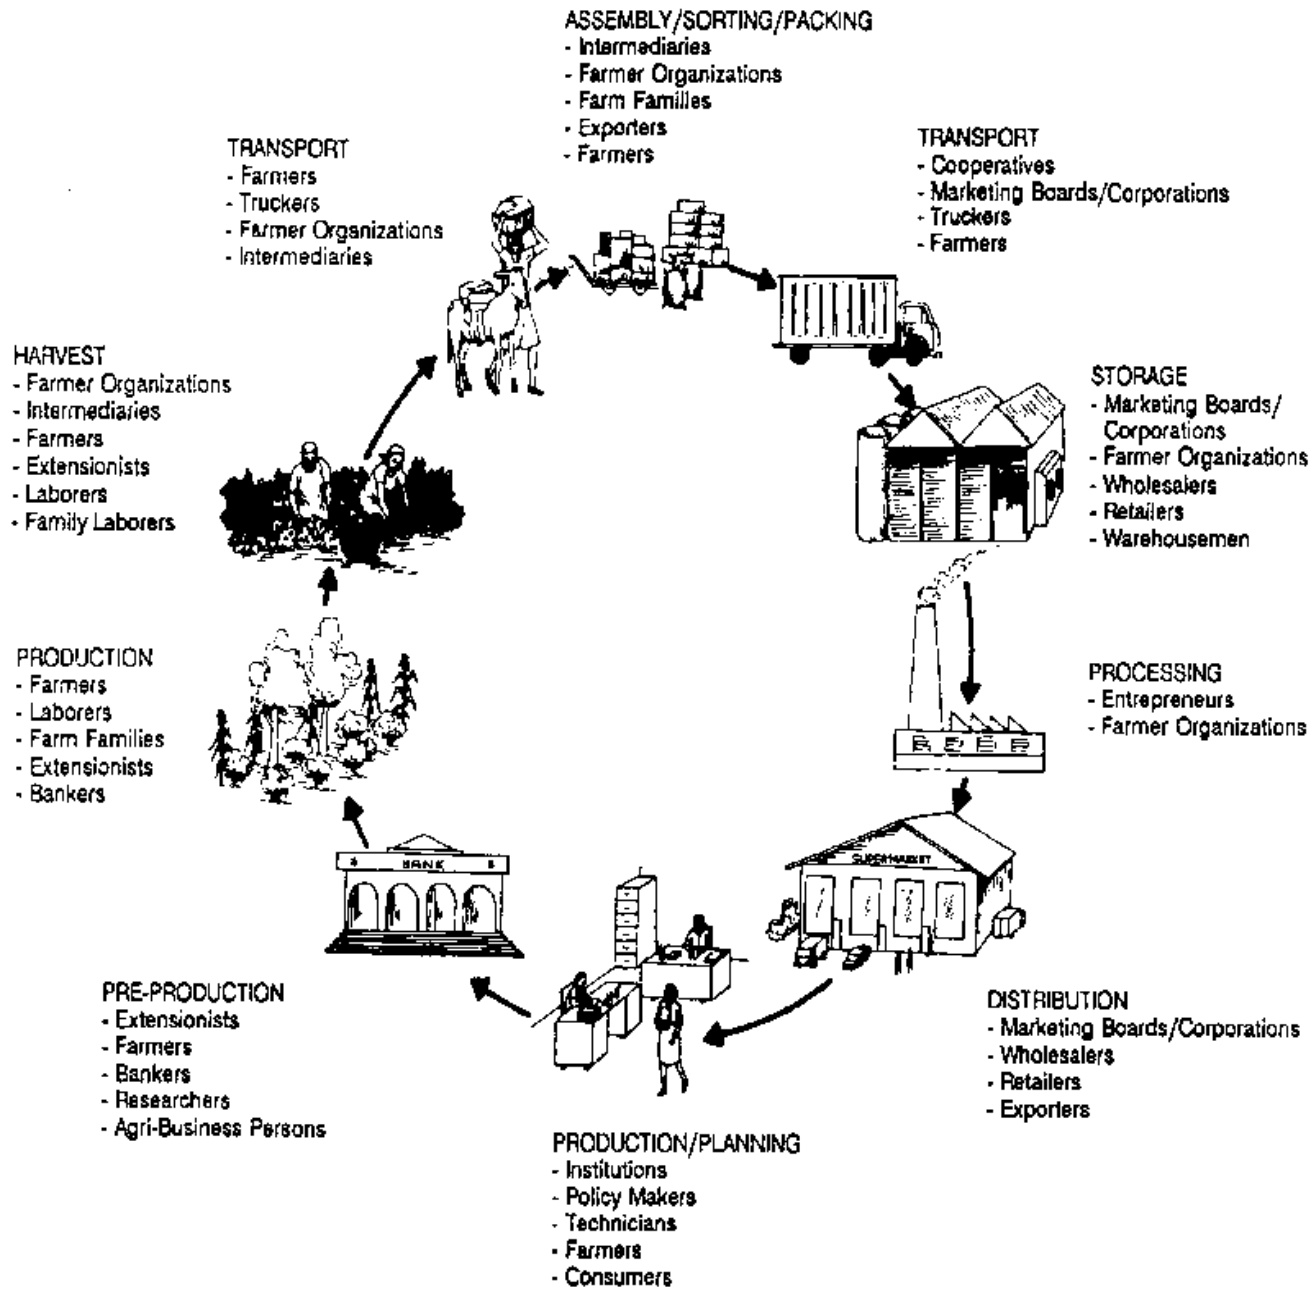 ASSEMBLY/SORTING/PACKING
- Intermediaries
- Farmer Organizations
- Farm Families
- Exporters
- Farmers
TRANSPORT
- Farmers
- Truckers
- Farmer Organizations
- Intermediaries
TRANSPORT
- Cooperatives
- Marketing Boards/Corporations
- Truckers
- Farmers
HARVEST
- Farmer Organizations
- Intermediaries
- Farmers
- Extensionists
- Laborers
- Family Laborers
STORAGE
- Marketing Boards/
Corporations
- Farmer Organizations
- Wholesalers
- Retailers
- Warehousemen
PRODUCTION
- Farmers
- Laborers
- Farm Families
- Extensionists
- Bankers
PROCESSING
- Entrepreneurs
- Farmer Organizations
BANK
SUPERMARKET
PRE-PRODUCTION
- Extensionists
- Farmers
- Bankers
- Researchers
- Agri-Business Persons
DISTRIBUTION
- Marketing Boards/Corporations
- Wholesalers
- Retailers
- Exporters
PRODUCTION/PLANNING
- Institutions
- Policy Makers
- Technicians
- Farmers
- Consumers